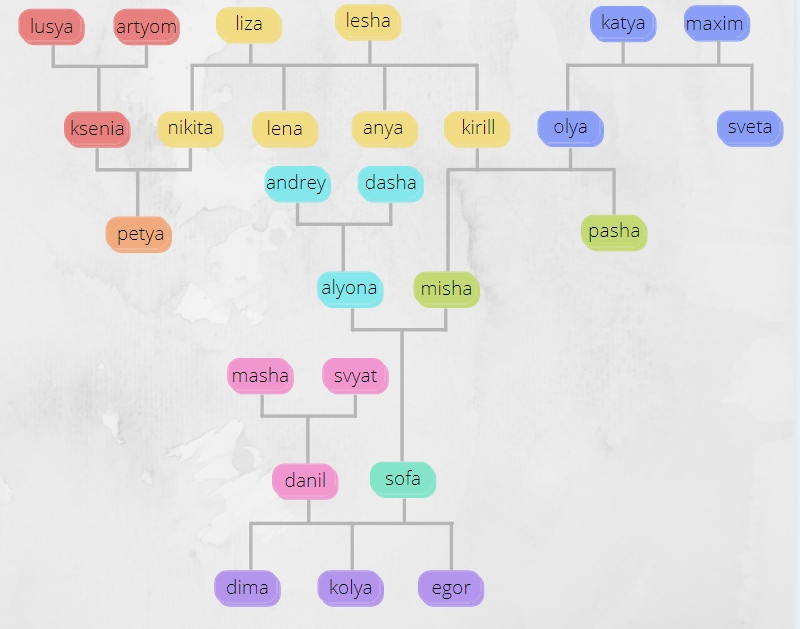 lusya
artyom
liza
lesha
katya
maxim
ksenia
nikita
lena
anya
kirill
olya
sveta
andrey
dasha
petya
pasha
alyona
misha
masha
svyat
danil
sofa
dima
kolya
egor